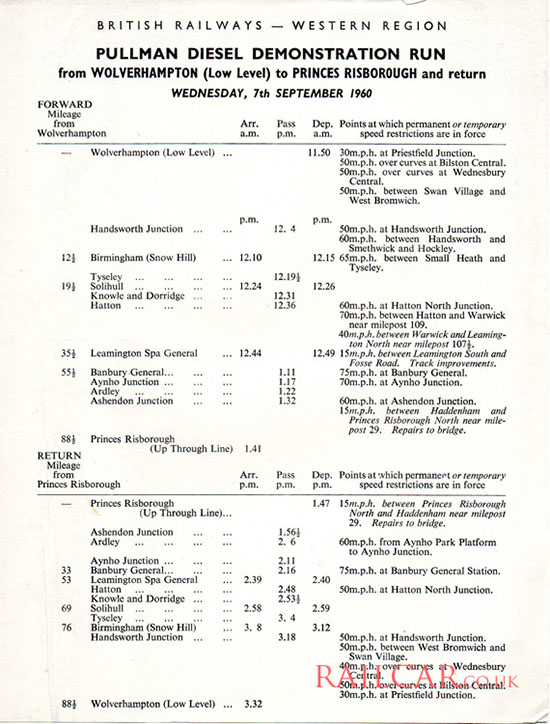 BRITISH RAILWAYS — WESTERN REGION
PULLMAN DIESEL DEMONSTRATION RUN
from WOLVERHAMPTON (Low Level) to PRINCES RISBOROUGH and return
WEDNESDAY, 7th SEPTEMBER 1960
FORWARD
Mileage from Wolverhampton Arr. a.m. Pass p.m. Dep. a.m. Points at which permanent or temporary speed restrictions are in force
— Wolverhampton (Low Level) ... 11.50 30m.p.h. at Priestfield Junction.
50m.p.h. over curves at Bilston Central.
50m.p.h. over curves at Wednesbury
Central.
50m.p.h. between Swan Village and
West Bromwich.
p.m. p.m.
Handsworth Junction ... ... 12. 4 50m.p.h. at Handsworth Junction.
60m.p.h. between Handsworth and
Smethwick and Hockley.
12½ Birmingham (Snow Hill) ... 12.10 12.15 65m.p.h. between Small Heath and
Tyseley.
Tyseley ... ... ... ... 12.19½
19½ Solihull ... ... ... ... 12.24 12.26
Knowle and Dorridge ... ... 12.31
Hatton ... ... ... ... 12.36 60m.p.h. at Hatton North Junction.
70m.p.h. between Hatton and Warwick
near milepost 109.
40m.p.h. between Warwick and Leaming-
ton North near milepost 107½.
35½ Leamington Spa General ... 12.44 12.49 15m.p.h. between Leamington South and
Fosse Road. Track improvements.
55½ Banbury General... ... ... 1.11 75m.p.h. at Banbury General.
Aynho Junction ... ... ... 1.17 70m.p.h. at Aynho Junction.
Ardley ... ... ... ... 1.22
Ashendon Junction ... ... 1.32 60m.p.h. at Ashendon Junction.
15m.p.h. between Haddenham and
Princes Risborough North near mile-
post 29. Repairs to bridge.
88½ Princes Risborough
(Up Through Line) 1.41
RETURN
Mileage from Princes Risborough Arr. p.m. Pass p.m. Dep. p.m. Points at which permanent or temporary speed restrictions are in force
— Princes Risborough 1.47 15m.p.h. between Princes Risborough
(Up Through Line)... North and Haddenham near milepost
29. Repairs to bridge.
Ashendon Junction ... ... 1.56½
Ardley ... ... ... ... 2. 6 60m.p.h. from Aynho Park Platform
to Aynho Junction.
Aynho Junction ... ... ... 2.11
33 Banbury General... ... ... 2.16 75m.p.h. at Banbury General Station.
53 Leamington Spa General ... 2.39 2.40
Hatton ... ... ... ... 2.48 50m.p.h. at Hatton North Junction.
Knowle and Dorridge ... ... 2.53½
69 Solihull ... ... ... ... 2.58 2.59
Tyseley ... ... ... ... 3. 4
76 Birmingham (Snow Hill) ... 3. 8 3.12
Handsworth Junction ... ... 3.18 50m.p.h. at Handsworth Junction.
50m.p.h. between West Bromwich and
Swan Village.
40m.p.h. over curves at Wednesbury
Central.
50m.p.h. over curves at Bilston Central.
30m.p.h. at Priestfield Junction.
RAILCAR.CO.UK
88½ Wolverhampton (Low Level) ... 3.32